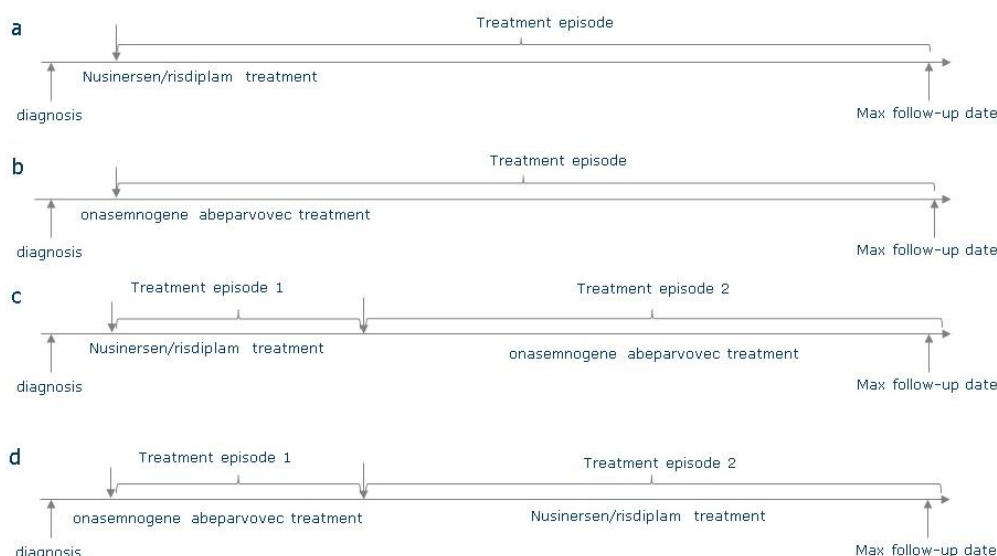 a
Treatment episode
Nusinersen/risdiplam treatment
diagnosis
Max follow-up date
b
Treatment episode
onasemnogene abeparvovec treatment
diagnosis
Max follow-up date
c
Treatment episode 1
Treatment episode 2
Nusinersen/risdiplam treatment
onasemnogene abeparvovec treatment
diagnosis
Max follow-up date
d
Treatment episode 1
Treatment episode 2
onasemnogene abeparvovec treatment
Nusinersen/risdiplam treatment
diagnosis
Max follow-up date